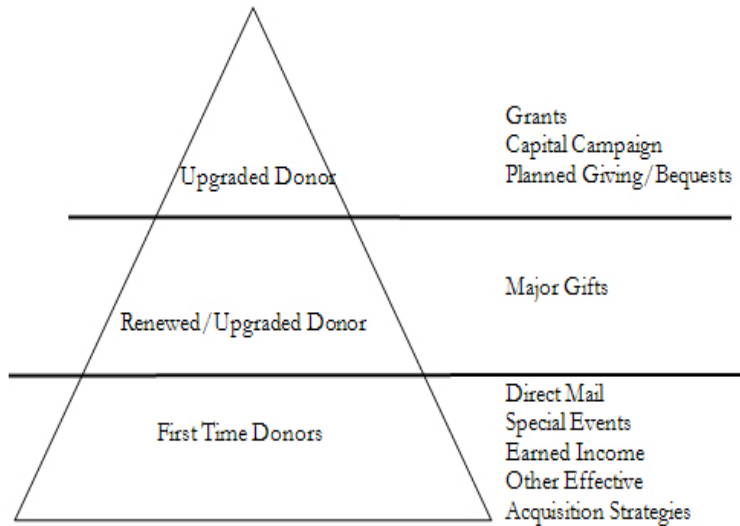 Grants
Capital Campaign
Upgraded Donor
Planned Giving/Bequests
Major Gifts
Renewed/Upgraded Donor
Direct Mail
Special Events
First Time Donors
Earned Income
Other Effective
Acquisition Strategies